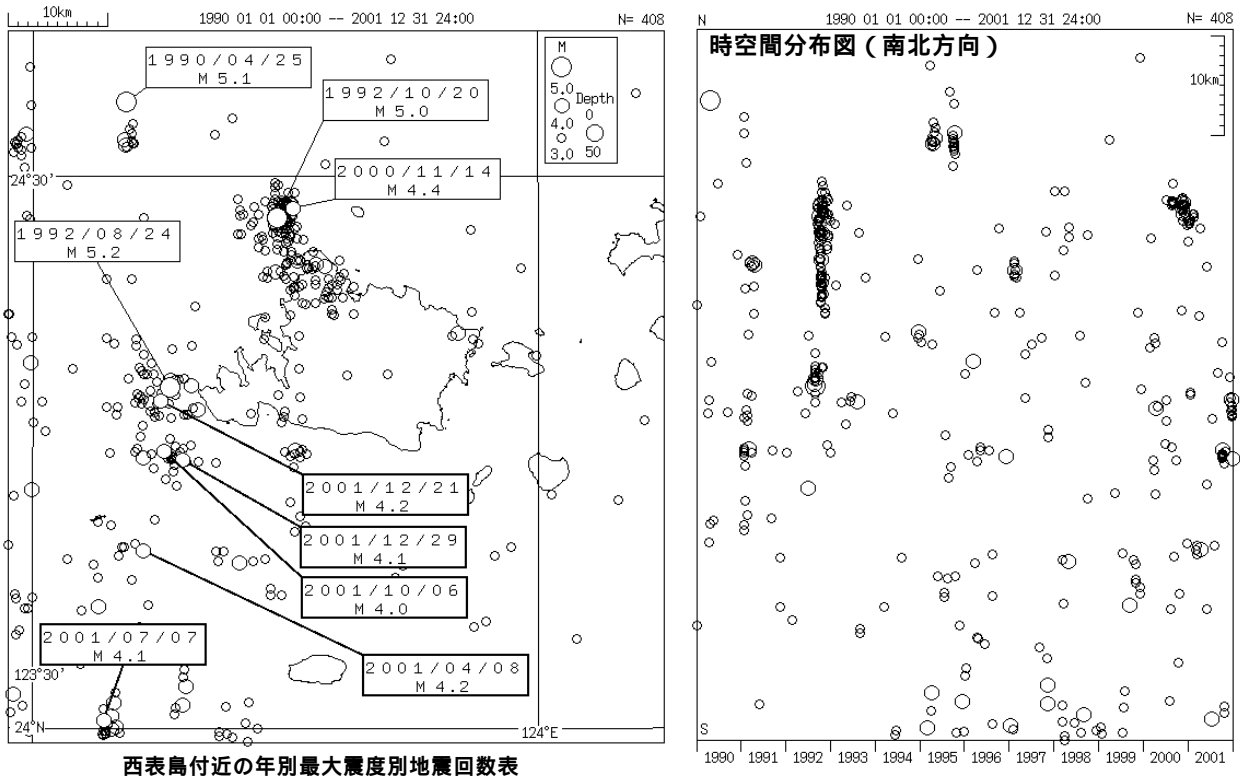 10km
1990 01 01 00:00 -- 2001 12 31 24:00
N= 408
1990/04/25
M 5.1
1992/10/20
M 5.0
M
5.0
4.0
3.0
Depth
0
50
24°30'
2000/11/14
M 4.4
1992/08/24
M 5.2
2001/12/21
M 4.2
2001/12/29
M 4.1
2001/10/06
M 4.0
2001/07/07
M 4.1
2001/04/08
M 4.2
123°30'
24°N
124°E
N
1990 01 01 00:00 -- 2001 12 31 24:00
N= 408
時空間分布図（南北方向）
10km
S
1990 1991 1992 1993 1994 1995 1996 1997 1998 1999 2000 2001
西表島付近の年別最大震度別地震回数表